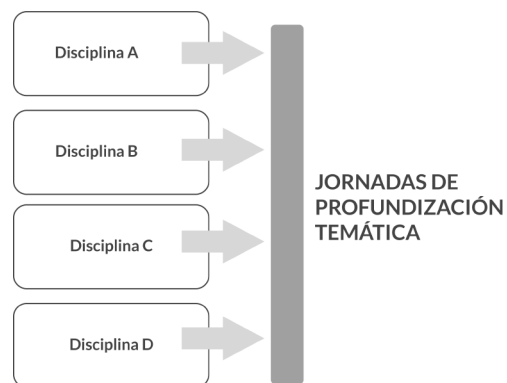 Disciplina A
Disciplina B
Disciplina C
Disciplina D
JORNADAS DE
PROFUNDIZACIÓN
TEMÁTICA